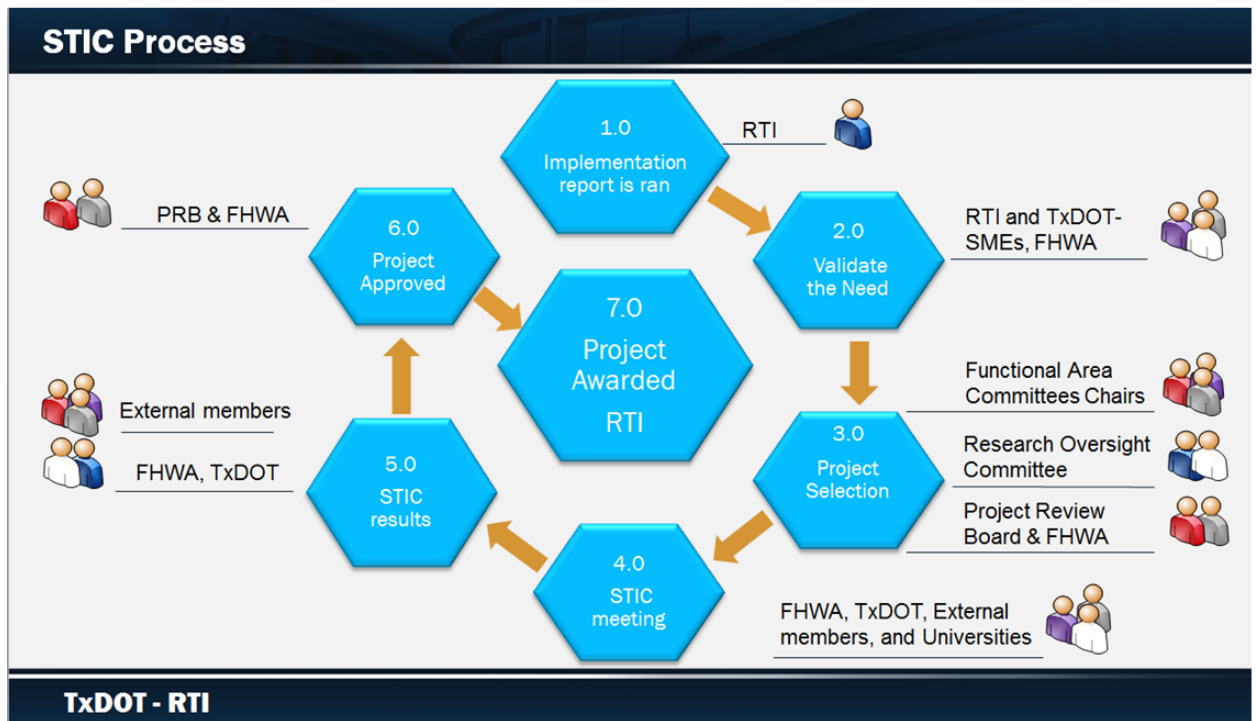 STIC Process
1.0
Implementation
report is ran
RTI
2.0
Validate
the Need
RTI and TxDOT-
SMEs, FHWA
3.0
Project
Selection
Functional Area
Committees Chairs
Research Oversight
Committee
Project Review
Board & FHWA
4.0
STIC
meeting
FHWA, TxDOT, External
members, and Universities
5.0
STIC
results
External members
FHWA, TxDOT
6.0
Project
Approved
PRB & FHWA
7.0
Project
Awarded
RTI
TxDOT - RTI